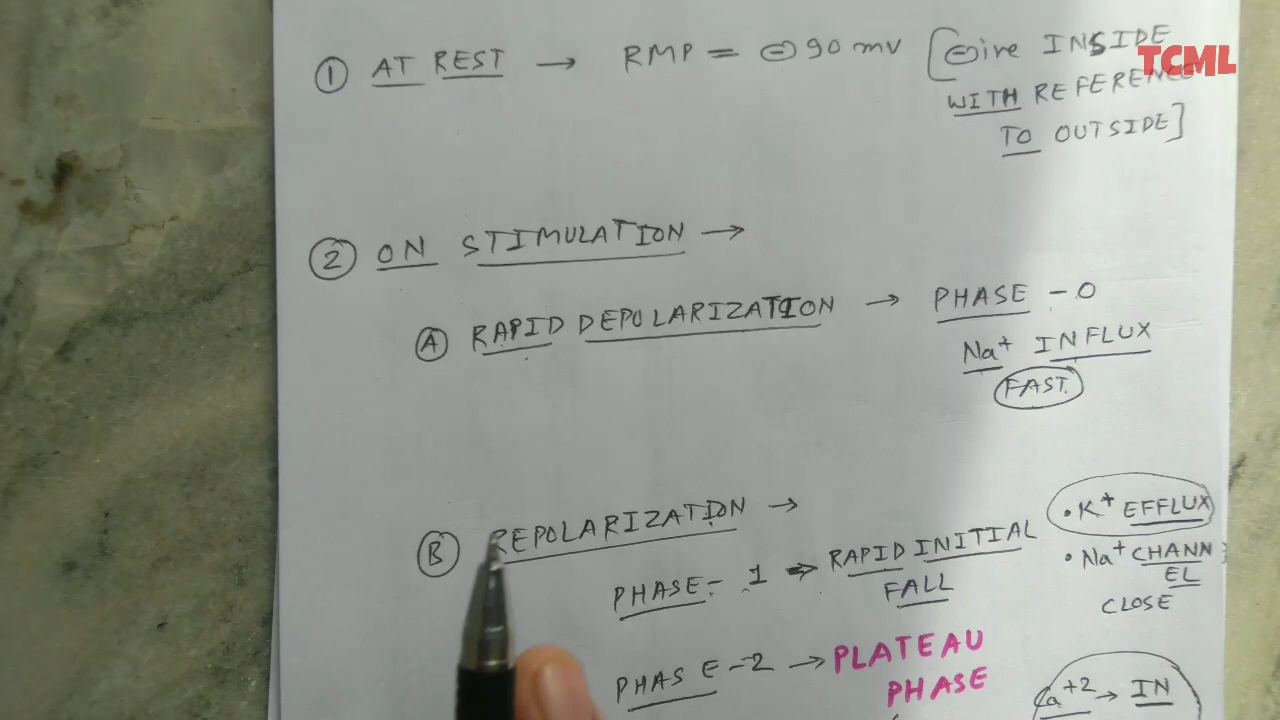 ① AT REST → RMP = ⊖90 mv [⊖ive INSIDE
TCML
WITH REFERENCE
TO OUTSIDE]
② ON STIMULATION →
Ⓐ RAPID DEPOLARIZATION → PHASE - 0
Na+ INFLUX
FAST
Ⓑ REPOLARIZATION →
• K+ EFFLUX
PHASE - 1 → RAPID INITIAL
FALL
• Na+ CHANN
EL
CLOSE
PHASE - 2 → PLATEAU
PHASE
Ca+2 → IN